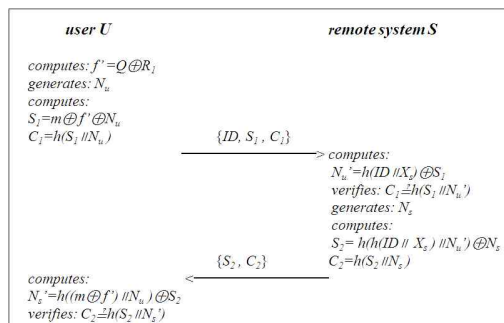 user U remote system S
computes: f'=Q⊕R₁
generates: Nᵤ
computes:
S₁=m⊕f'⊕Nᵤ
C₁=h(S₁//Nᵤ)
{ID, S₁ , C₁}
computes:
Nᵤ'=h(ID //Xₛ)⊕S₁
verifies: C₁≟h(S₁//Nᵤ')
generates: Nₛ
computes:
S₂= h(h(ID // Xₛ) //Nᵤ')⊕Nₛ
{S₂ , C₂} C₂=h(S₂//Nₛ)
computes:
Nₛ'=h((m⊕f') //Nᵤ)⊕S₂
verifies: C₂≟h(S₂//Nₛ')